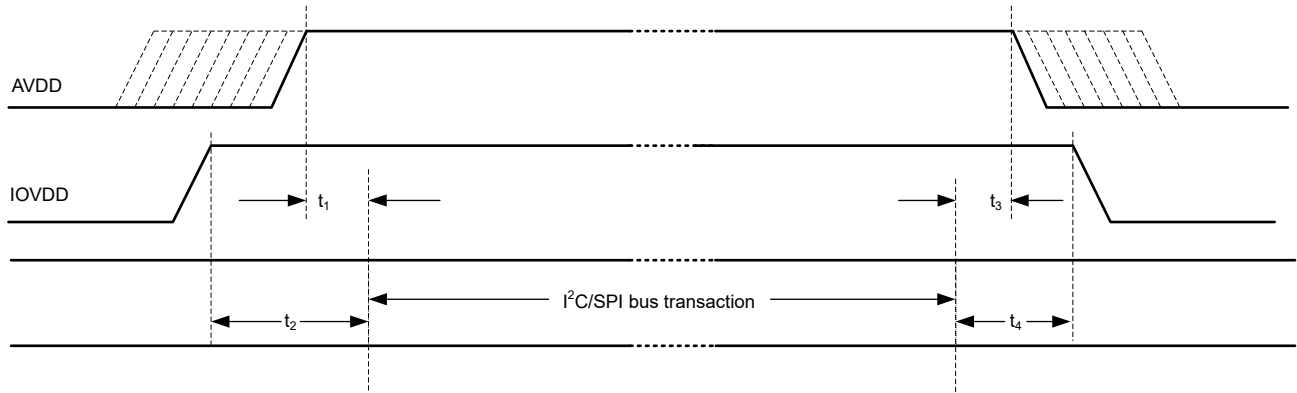 AVDD
IOVDD
t₁
t₃
I²C/SPI bus transaction
t₂
t₄